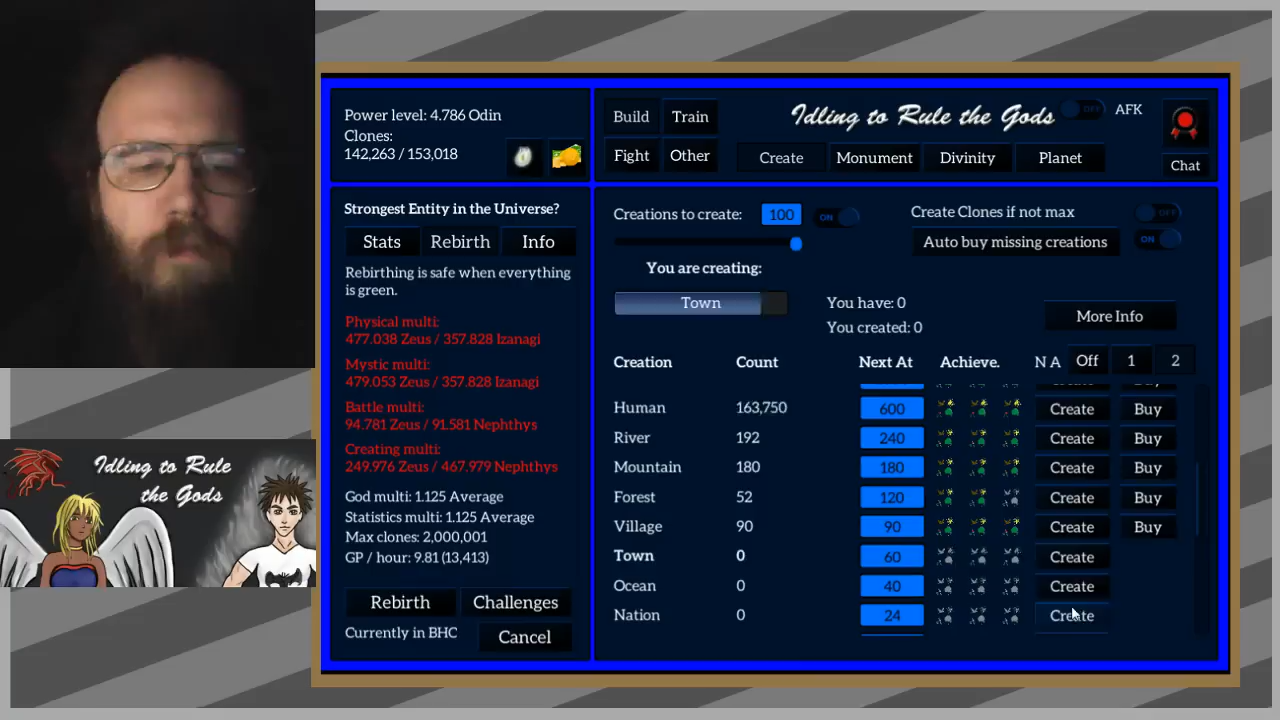 Power level: 4.786 Odin
Clones:
142,263 / 153,018
Build
Train
Fight
Other
Idling to Rule the Gods
OFF
AFK
Create
Monument
Divinity
Planet
Chat
Strongest Entity in the Universe?
Stats
Rebirth
Info
Rebirthing is safe when everything
is green.
Physical multi:
477.038 Zeus / 357.828 Izanagi
Mystic multi:
479.053 Zeus / 357.828 Izanagi
Battle multi:
94.781 Zeus / 91.581 Nephthys
Creating multi:
249.976 Zeus / 467.979 Nephthys
God multi: 1.125 Average
Statistics multi: 1.125 Average
Max clones: 2,000,001
GP / hour: 9.81 (13,413)
Rebirth
Challenges
Currently in BHC
Cancel
Creations to create:
100
ON
Create Clones if not max
OFF
Auto buy missing creations
ON
You are creating:
Town
You have: 0
You created: 0
More Info
Creation Count Next At Achieve. N A Off 1 2
Human 163,750 600 Create Buy
River 192 240 Create Buy
Mountain 180 180 Create Buy
Forest 52 120 Create Buy
Village 90 90 Create Buy
Town 0 60 Create
Ocean 0 40 Create
Nation 0 24 Create
Idling to Rule
the Gods